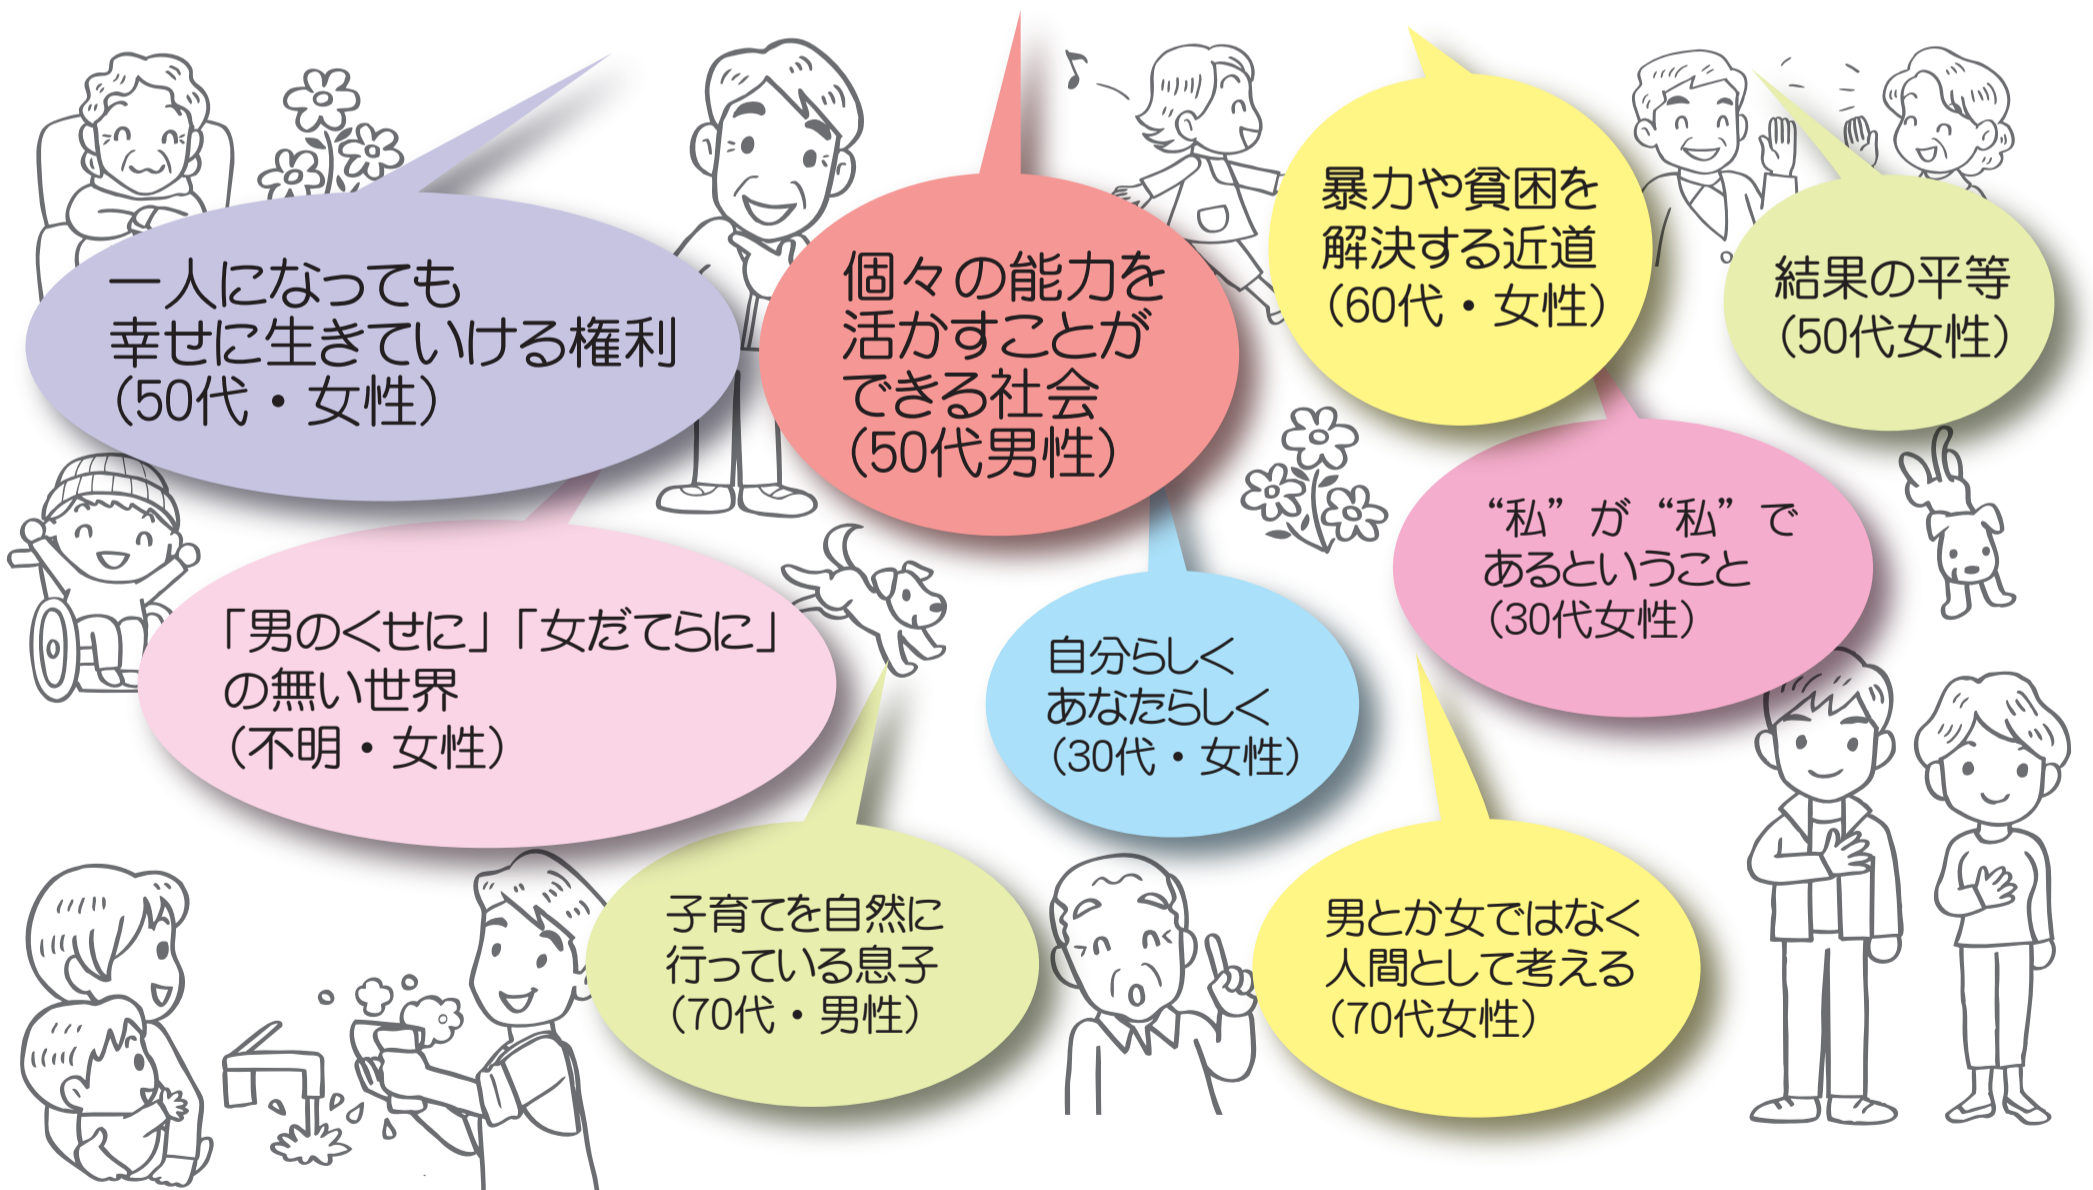 一人になっても
幸せに生きていける権利
(50代・女性)
個々の能力を
活かすことが
できる社会
(50代男性)
暴力や貧困を
解決する近道
(60代・女性)
結果の平等
(50代女性)
「男のくせに」「女だてらに」
の無い世界
(不明・女性)
自分らしく
あなたらしく
(30代・女性)
“私”が“私”で
あるということ
(30代女性)
子育てを自然に
行っている息子
(70代・男性)
男とか女ではなく
人間として考える
(70代女性)